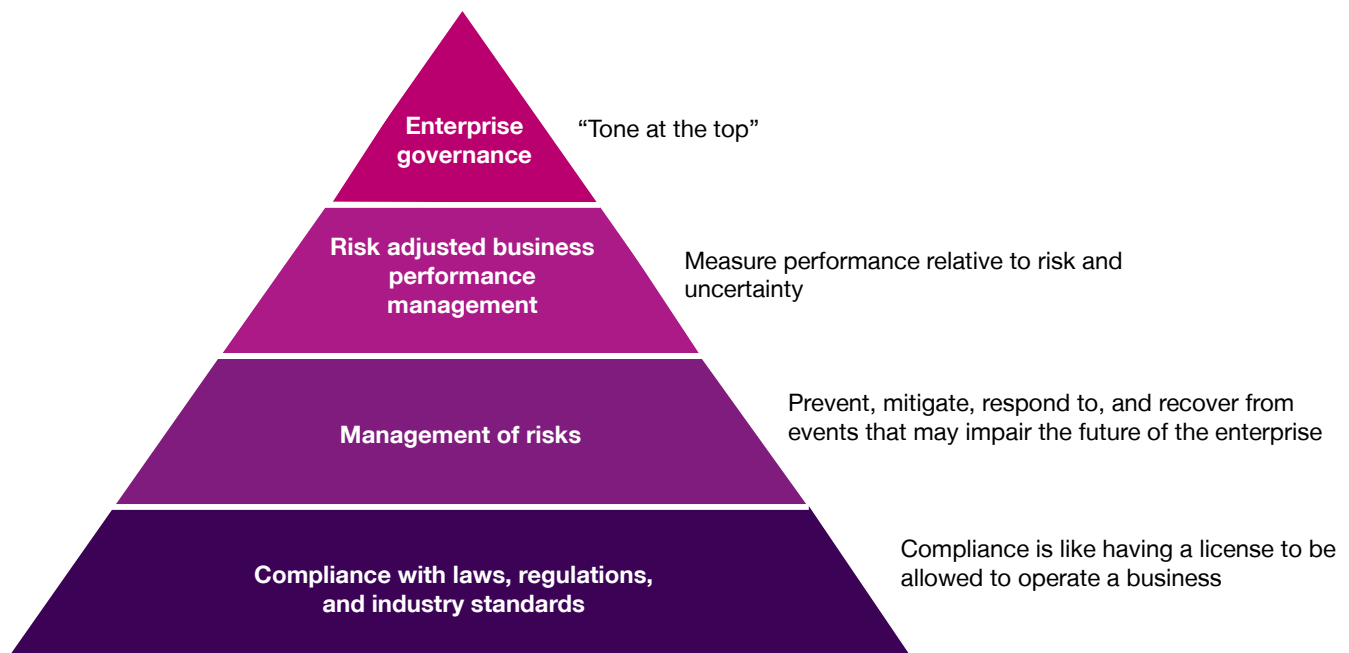 Enterprise
governance
“Tone at the top”
Risk adjusted business
performance
management
Measure performance relative to risk and
uncertainty
Management of risks
Prevent, mitigate, respond to, and recover from
events that may impair the future of the enterprise
Compliance with laws, regulations,
and industry standards
Compliance is like having a license to be
allowed to operate a business